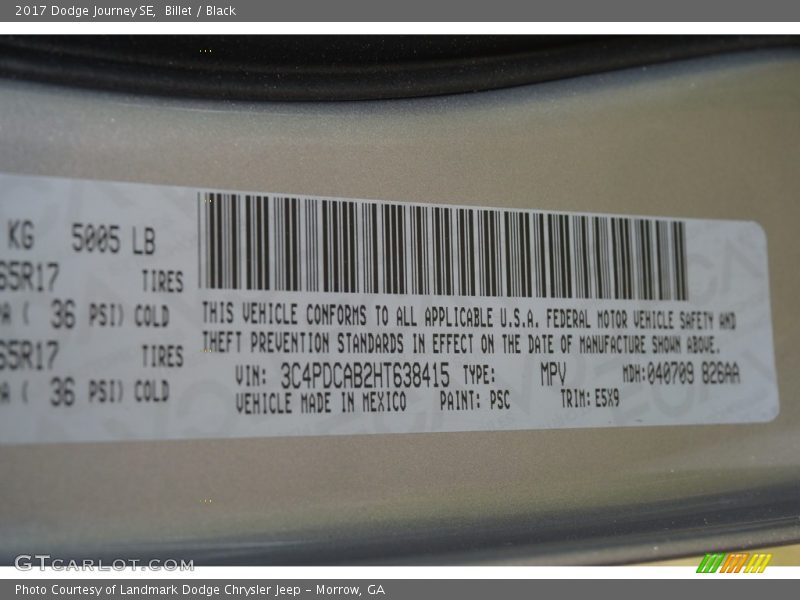 2017 Dodge Journey SE, Billet / Black
KG 5005 LB
65R17 TIRES
PA ( 36 PSI) COLD
65R17 TIRES
A ( 36 PSI) COLD
THIS VEHICLE CONFORMS TO ALL APPLICABLE U.S.A. FEDERAL MOTOR VEHICLE SAFETY AND
THEFT PREVENTION STANDARDS IN EFFECT ON THE DATE OF MANUFACTURE SHOWN ABOVE.
VIN: 3C4PDCAB2HT638415 TYPE: MPV MDH:040709 826AA
VEHICLE MADE IN MEXICO PAINT: PSC TRIM: E5X9
GTCARLOT.COM
Photo Courtesy of Landmark Dodge Chrysler Jeep – Morrow, GA